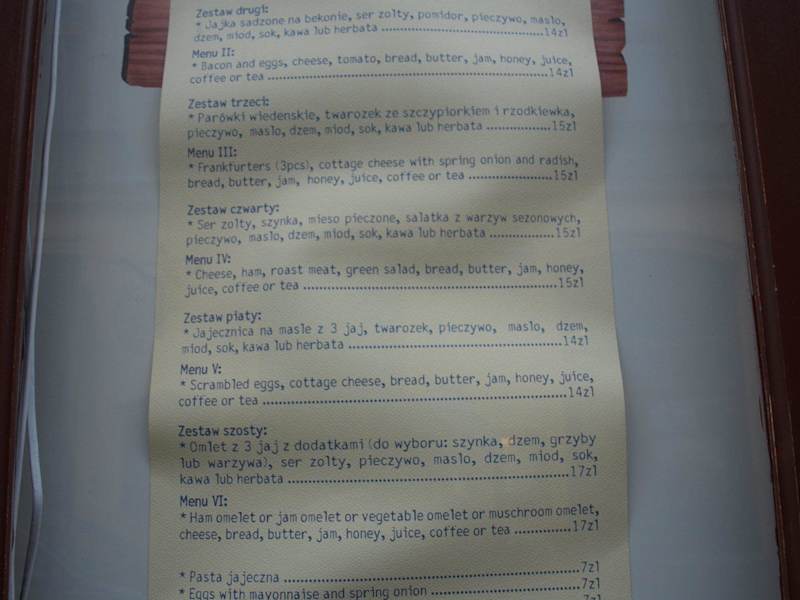 Zestaw drugi:
* Jajka sadzone na bekonie, ser zolty, pomidor, pieczywo, maslo,
dzem, miod, sok, kawa lub herbata ............................................14zl
Menu II:
* Bacon and eggs, cheese, tomato, bread, butter, jam, honey, juice,
coffee or tea ............................................14zl
Zestaw trzeci:
* Parówki wiedenskie, twarozek ze szczypiorkiem i rzodkiewka,
pieczywo, maslo, dzem, miod, sok, kawa lub herbata ................15zl
Menu III:
* Frankfurters (3pcs), cottage cheese with spring onion and radish,
bread, butter, jam, honey, juice, coffee or tea ....................15zl
Zestaw czwarty:
* Ser zolty, szynka, mieso pieczone, salatka z warzyw sezonowych,
pieczywo, maslo, dzem, miod, sok, kawa lub herbata ................15zl
Menu IV:
* Cheese, ham, roast meat, green salad, bread, butter, jam, honey,
juice, coffee or tea ............................................15zl
Zestaw piaty:
* Jajecznica na masle z 3 jaj, twarozek, pieczywo, maslo, dzem,
miod, sok, kawa lub herbata ............................................14zl
Menu V:
* Scrambled eggs, cottage cheese, bread, butter, jam, honey, juice,
coffee or tea ............................................14zl
Zestaw szosty:
* Omlet z 3 jaj z dodatkami (do wyboru: szynka, dzem, grzyby
lub warzywa), ser zolty, pieczywo, maslo, dzem, miod, sok,
kawa lub herbata ............................................17zl
Menu VI:
* Ham omelet or jam omelet or vegetable omelet or muschroom omelet,
cheese, bread, butter, jam, honey, juice, coffee or tea ..............17zl
* Pasta jajeczna ............................................7zl
* Eggs with mayonnaise and spring onion ............................7zl
7zl